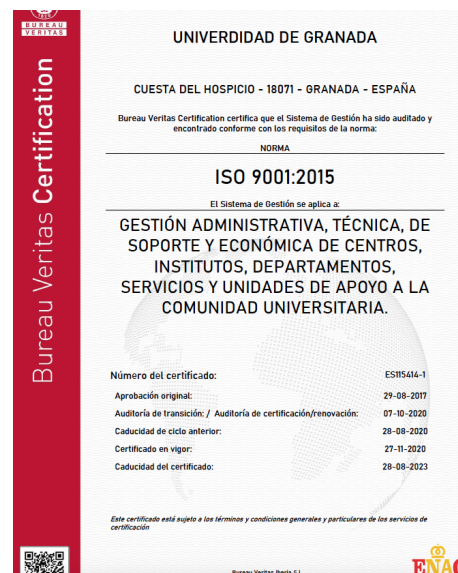 BUREAU
VERITAS
Bureau Veritas Certification
UNIVERDIDAD DE GRANADA
CUESTA DEL HOSPICIO - 18071 - GRANADA - ESPAÑA
Bureau Veritas Certification certifica que el Sistema de Gestión ha sido auditado y
encontrado conforme con los requisitos de la norma:
NORMA
ISO 9001:2015
El Sistema de Gestión se aplica a:
GESTIÓN ADMINISTRATIVA, TÉCNICA, DE
SOPORTE Y ECONÓMICA DE CENTROS,
INSTITUTOS, DEPARTAMENTOS,
SERVICIOS Y UNIDADES DE APOYO A LA
COMUNIDAD UNIVERSITARIA.
Número del certificado: ES115414-1
Aprobación original: 29-08-2017
Auditoría de transición: / Auditoría de certificación/renovación: 07-10-2020
Caducidad de ciclo anterior: 28-08-2020
Certificado en vigor: 27-11-2020
Caducidad del certificado: 28-08-2023
Este certificado está sujeto a los términos y condiciones generales y particulares de los servicios de
certificación
Bureau Veritas Iberia S.L.
ENAC